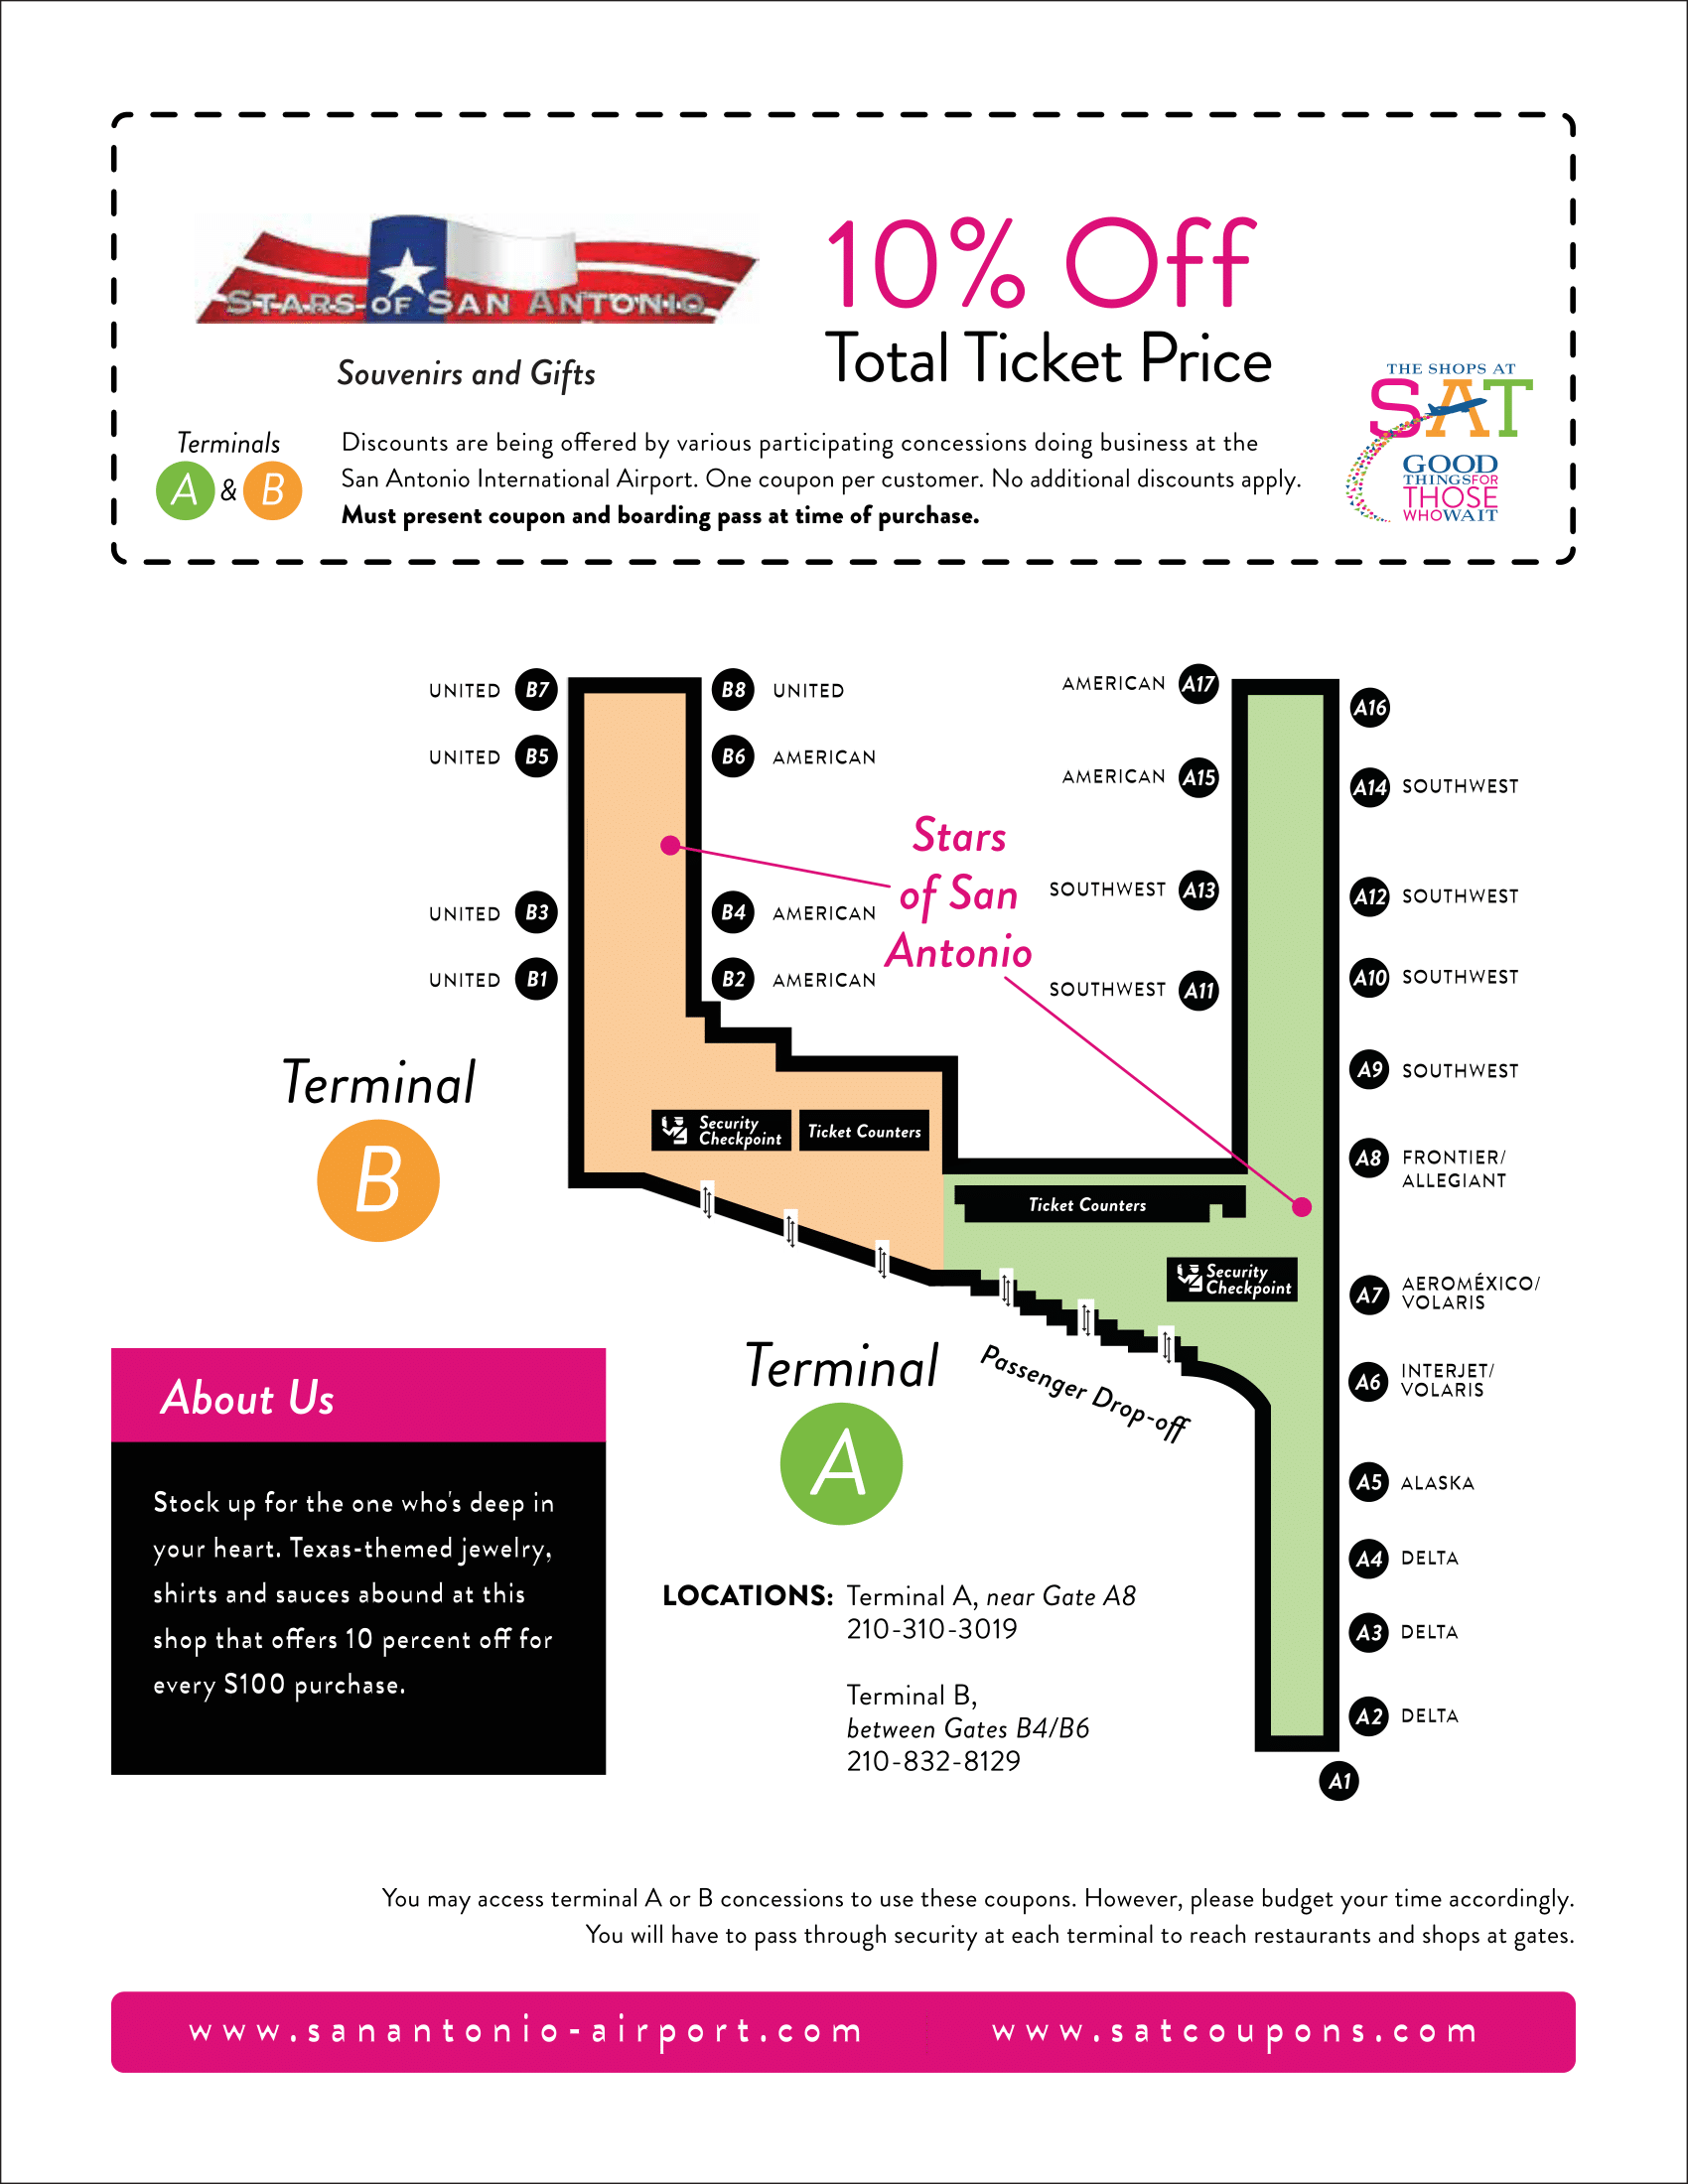 STARS OF SAN ANTONIO
Souvenirs and Gifts
10% Off
Total Ticket Price
Terminals
A & B
Discounts are being offered by various participating concessions doing business at the
San Antonio International Airport. One coupon per customer. No additional discounts apply.
Must present coupon and boarding pass at time of purchase.
THE SHOPS AT
SAT
GOOD
THINGSFOR
THOSE
WHOWAIT
UNITED B7
B8 UNITED
AMERICAN A17
A16
UNITED B5
B6 AMERICAN
AMERICAN A15
A14 SOUTHWEST
Stars
of San
Antonio
UNITED B3
B4 AMERICAN
SOUTHWEST A13
A12 SOUTHWEST
UNITED B1
B2 AMERICAN
SOUTHWEST A11
A10 SOUTHWEST
A9 SOUTHWEST
Terminal
B
Security
Checkpoint
Ticket Counters
A8 FRONTIER/
ALLEGIANT
Ticket Counters
Security
Checkpoint
A7 AEROMÉXICO/
VOLARIS
Terminal
A
Passenger Drop-off
A6 INTERJET/
VOLARIS
A5 ALASKA
A4 DELTA
A3 DELTA
A2 DELTA
A1
About Us
Stock up for the one who's deep in
your heart. Texas-themed jewelry,
shirts and sauces abound at this
shop that offers 10 percent off for
every S100 purchase.
LOCATIONS: Terminal A, near Gate A8
210-310-3019
Terminal B,
between Gates B4/B6
210-832-8129
You may access terminal A or B concessions to use these coupons. However, please budget your time accordingly.
You will have to pass through security at each terminal to reach restaurants and shops at gates.
www.sanantonio-airport.com
www.satcoupons.com